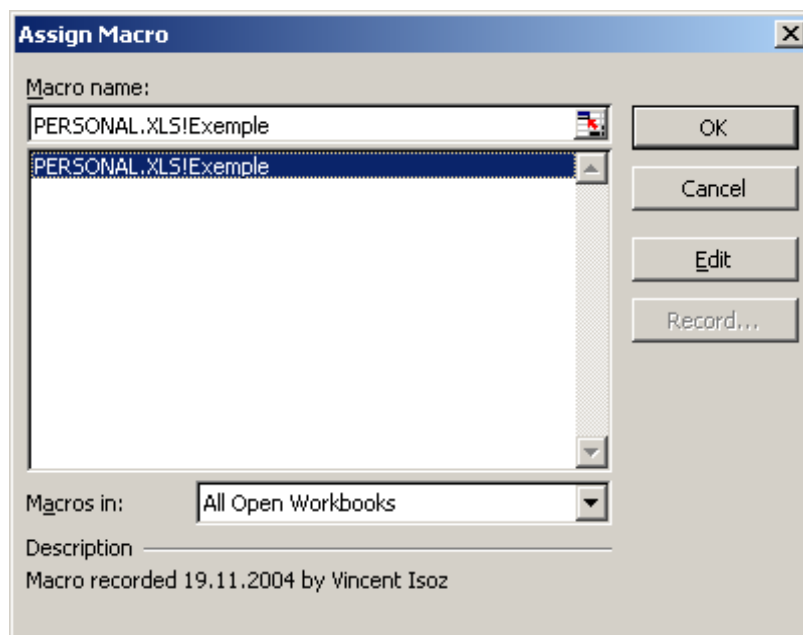 Assign Macro
Macro name:
PERSONAL.XLS!Exemple
PERSONAL.XLS!Exemple
OK
Cancel
Edit
Record...
Macros in:
All Open Workbooks
Description
Macro recorded 19.11.2004 by Vincent Isoz